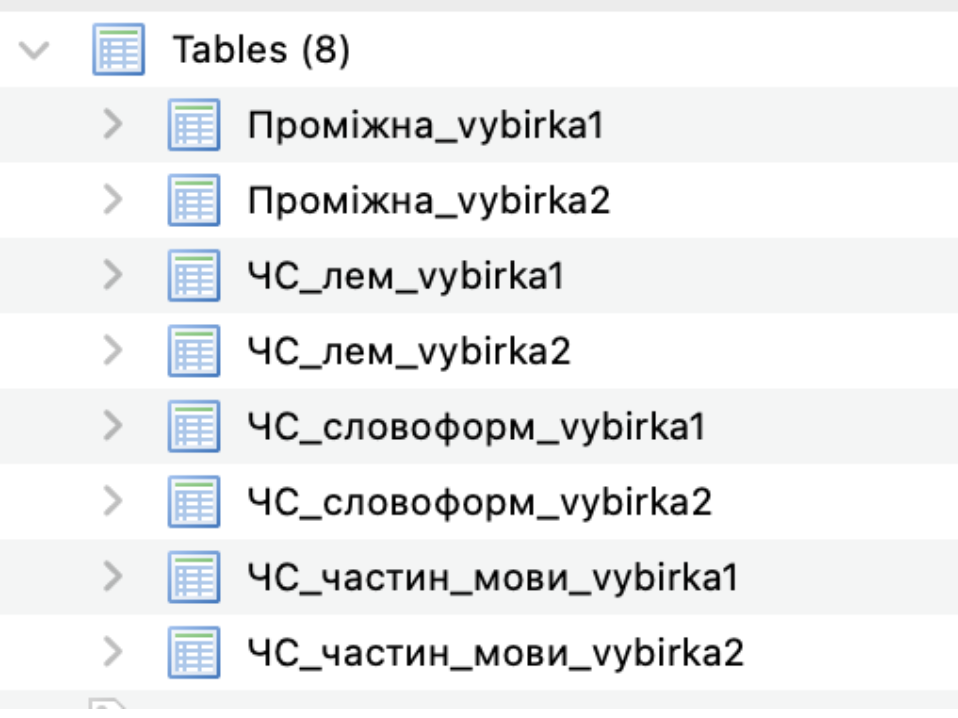 Tables (8)
Проміжна_vybirka1
Проміжна_vybirka2
ЧС_лем_vybirka1
ЧС_лем_vybirka2
ЧС_словоформ_vybirka1
ЧС_словоформ_vybirka2
ЧС_частин_мови_vybirka1
ЧС_частин_мови_vybirka2